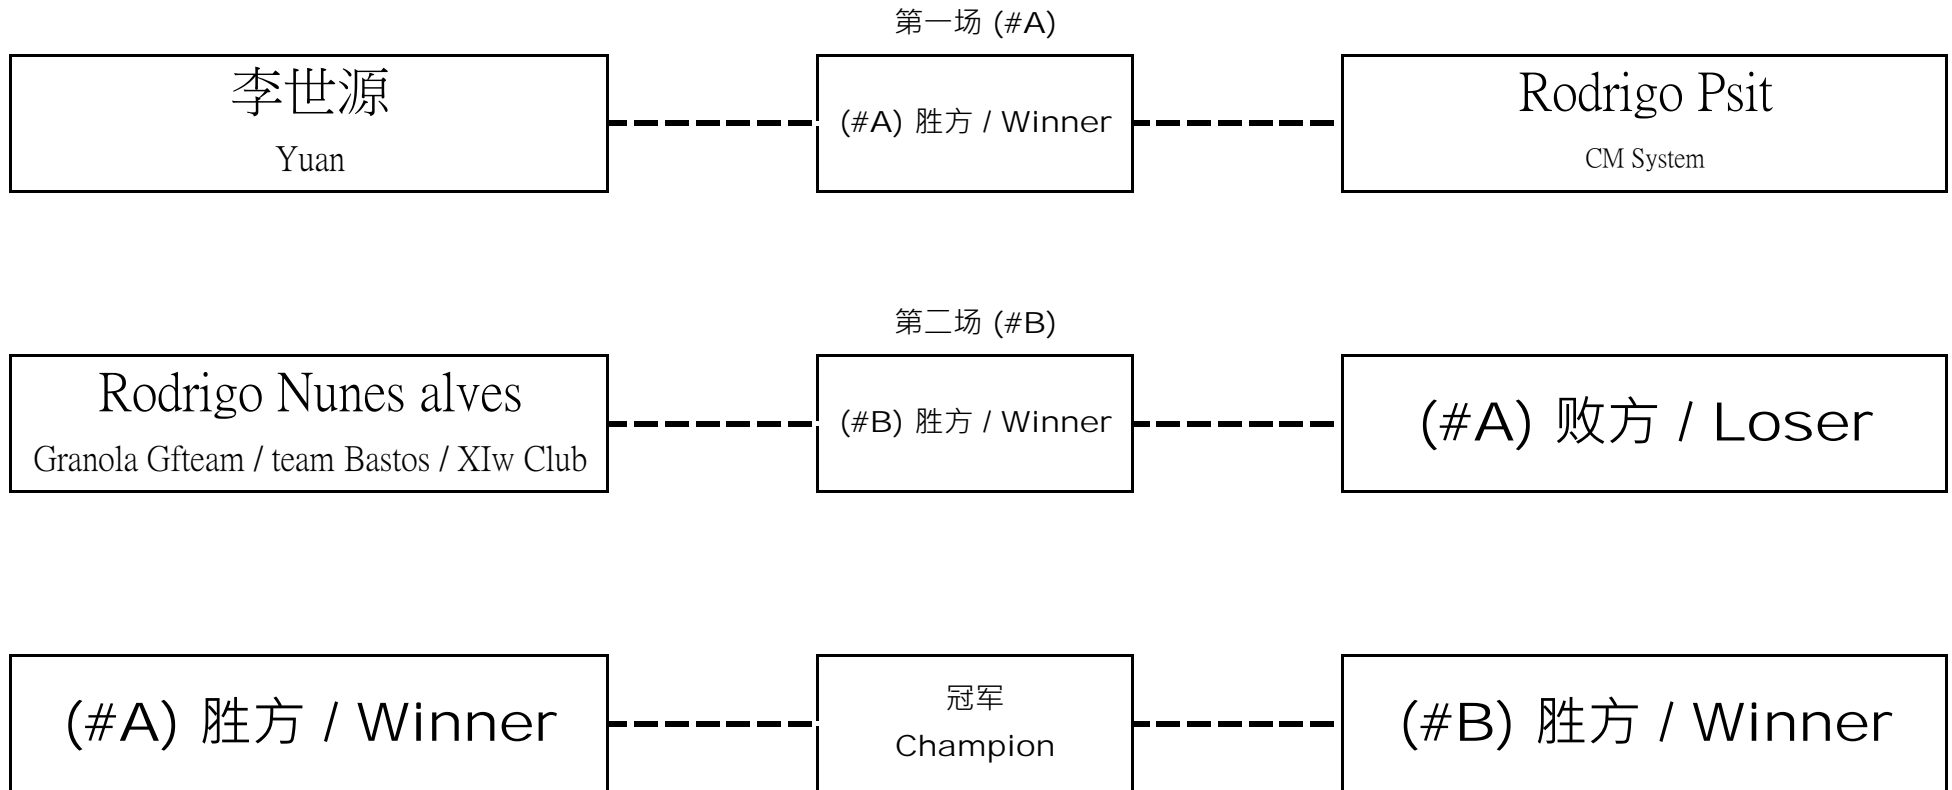 第一场 (#A)
李世源
Yuan
(#A) 胜方 / Winner
Rodrigo Psit
CM System
第二场 (#B)
Rodrigo Nunes alves
Granola Gfteam / team Bastos / XIw Club
(#B) 胜方 / Winner
(#A) 败方 / Loser
(#A) 胜方 / Winner
冠军
Champion
(#B) 胜方 / Winner